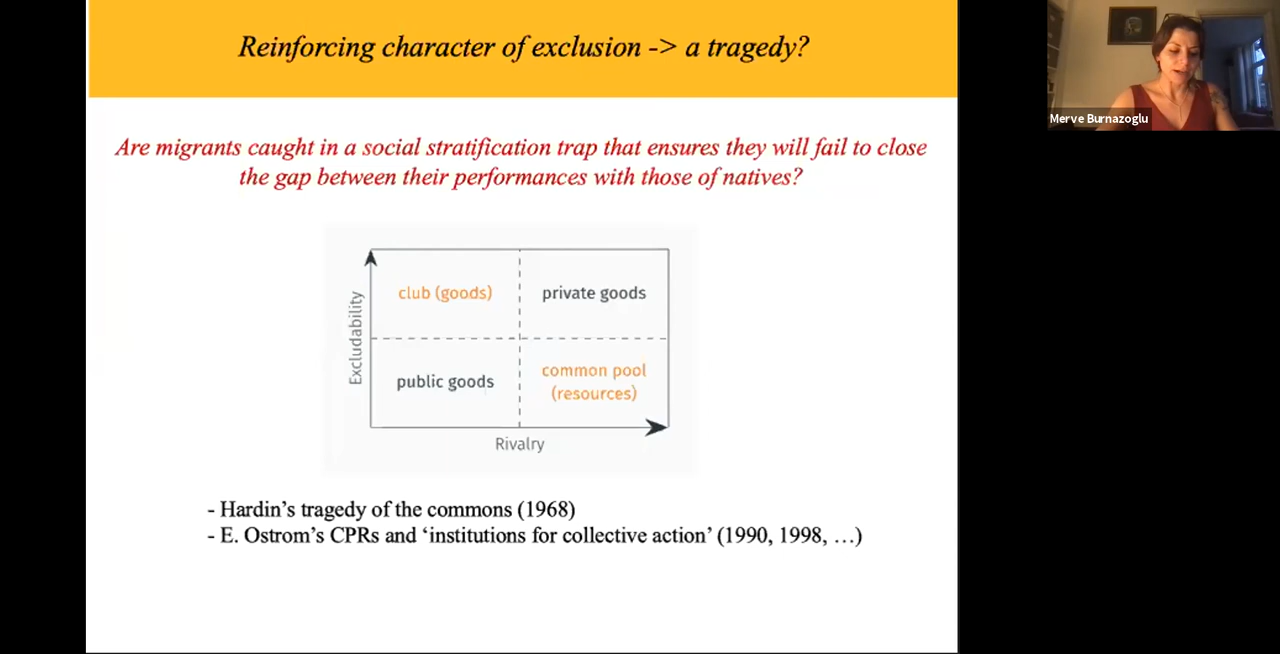 Reinforcing character of exclusion -> a tragedy?
Merve Burnazoglu
Are migrants caught in a social stratification trap that ensures they will fail to close
the gap between their performances with those of natives?
Excludability
club (goods)
private goods
public goods
common pool
(resources)
Rivalry
- Hardin’s tragedy of the commons (1968)
- E. Ostrom’s CPRs and ‘institutions for collective action’ (1990, 1998, …)